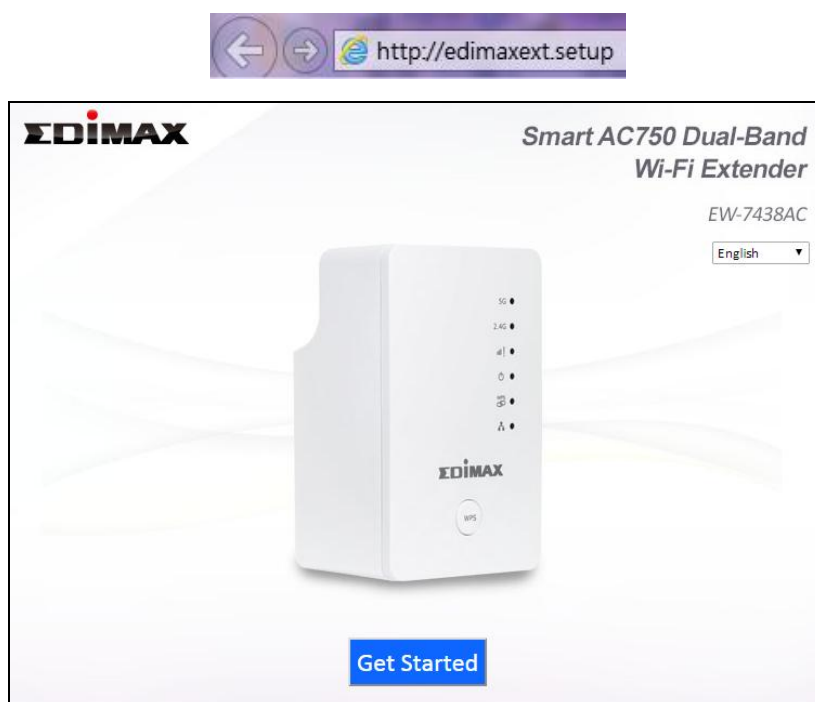 http://edimaxext.setup
EDIMAX
Smart AC750 Dual-Band
Wi-Fi Extender
EW-7438AC
English
5G
2.4G
EDIMAX
WPS
Get Started